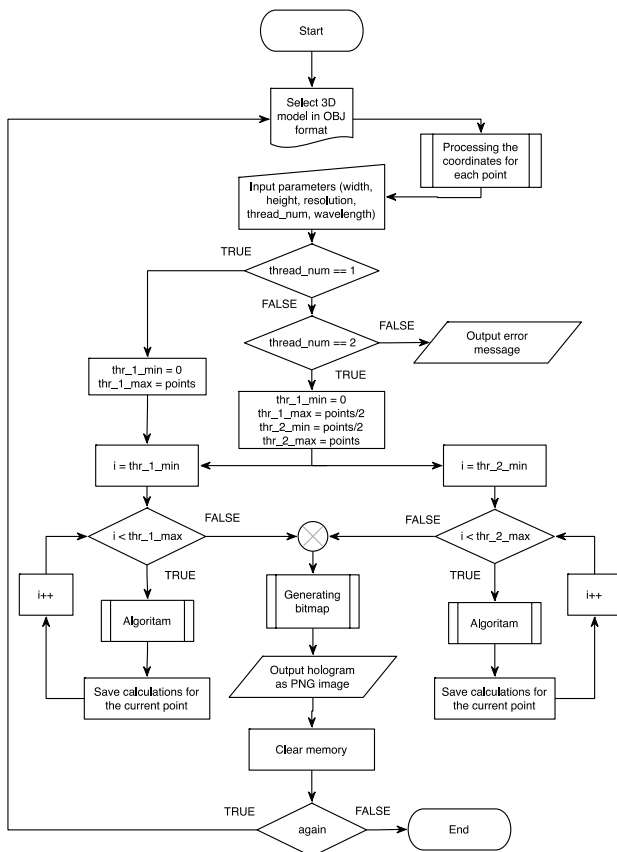 Start
Select 3D
model in OBJ
format
Processing the
coordinates for
each point
Input parameters (width,
height, resolution,
thread_num, wavelength)
TRUE
thread_num == 1
FALSE
thread_num == 2
FALSE
Output error
message
TRUE
thr_1_min = 0
thr_1_max = points
thr_1_min = 0
thr_1_max = points/2
thr_2_min = points/2
thr_2_max = points
i = thr_1_min
i = thr_2_min
i < thr_1_max
FALSE
FALSE
i < thr_2_max
TRUE
TRUE
i++
Algoritam
Generating
bitmap
Algoritam
i++
Save calculations for
the current point
Output hologram
as PNG image
Save calculations for
the current point
Clear memory
TRUE
again
FALSE
End